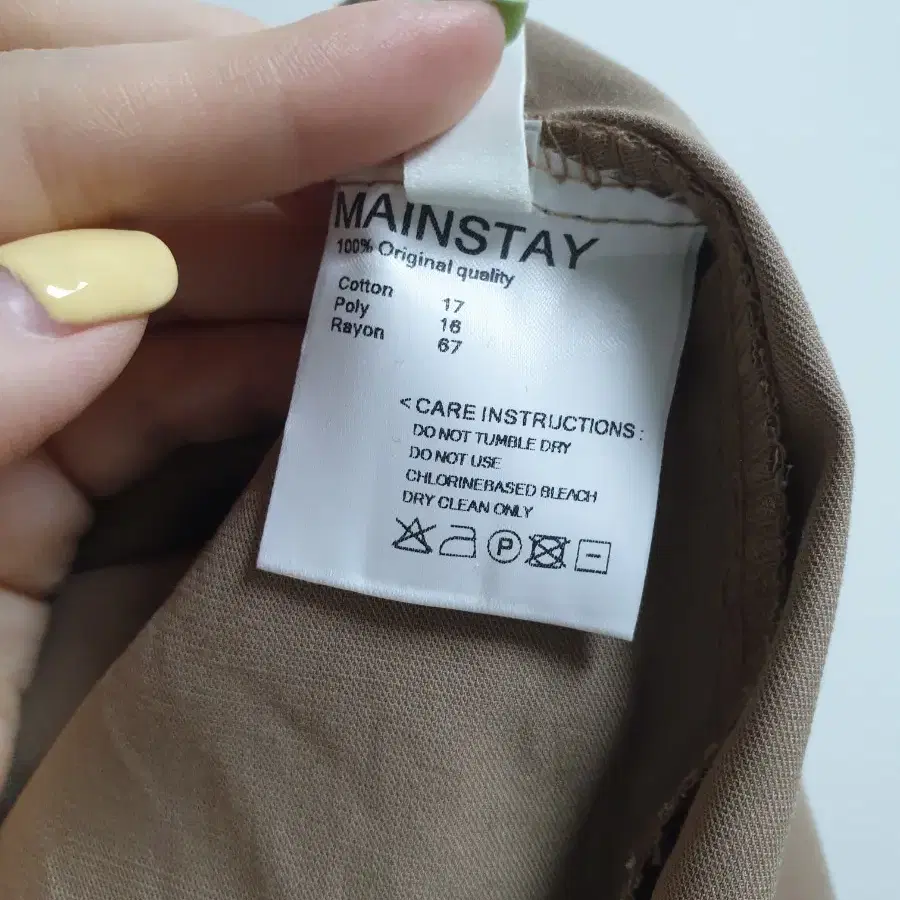 MAINSTAY
100% Original quality
Cotton 17
Poly 16
Rayon 67
<CARE INSTRUCTIONS:
DO NOT TUMBLE DRY
DO NOT USE
CHLORINEBASED BLEACH
DRY CLEAN ONLY
P